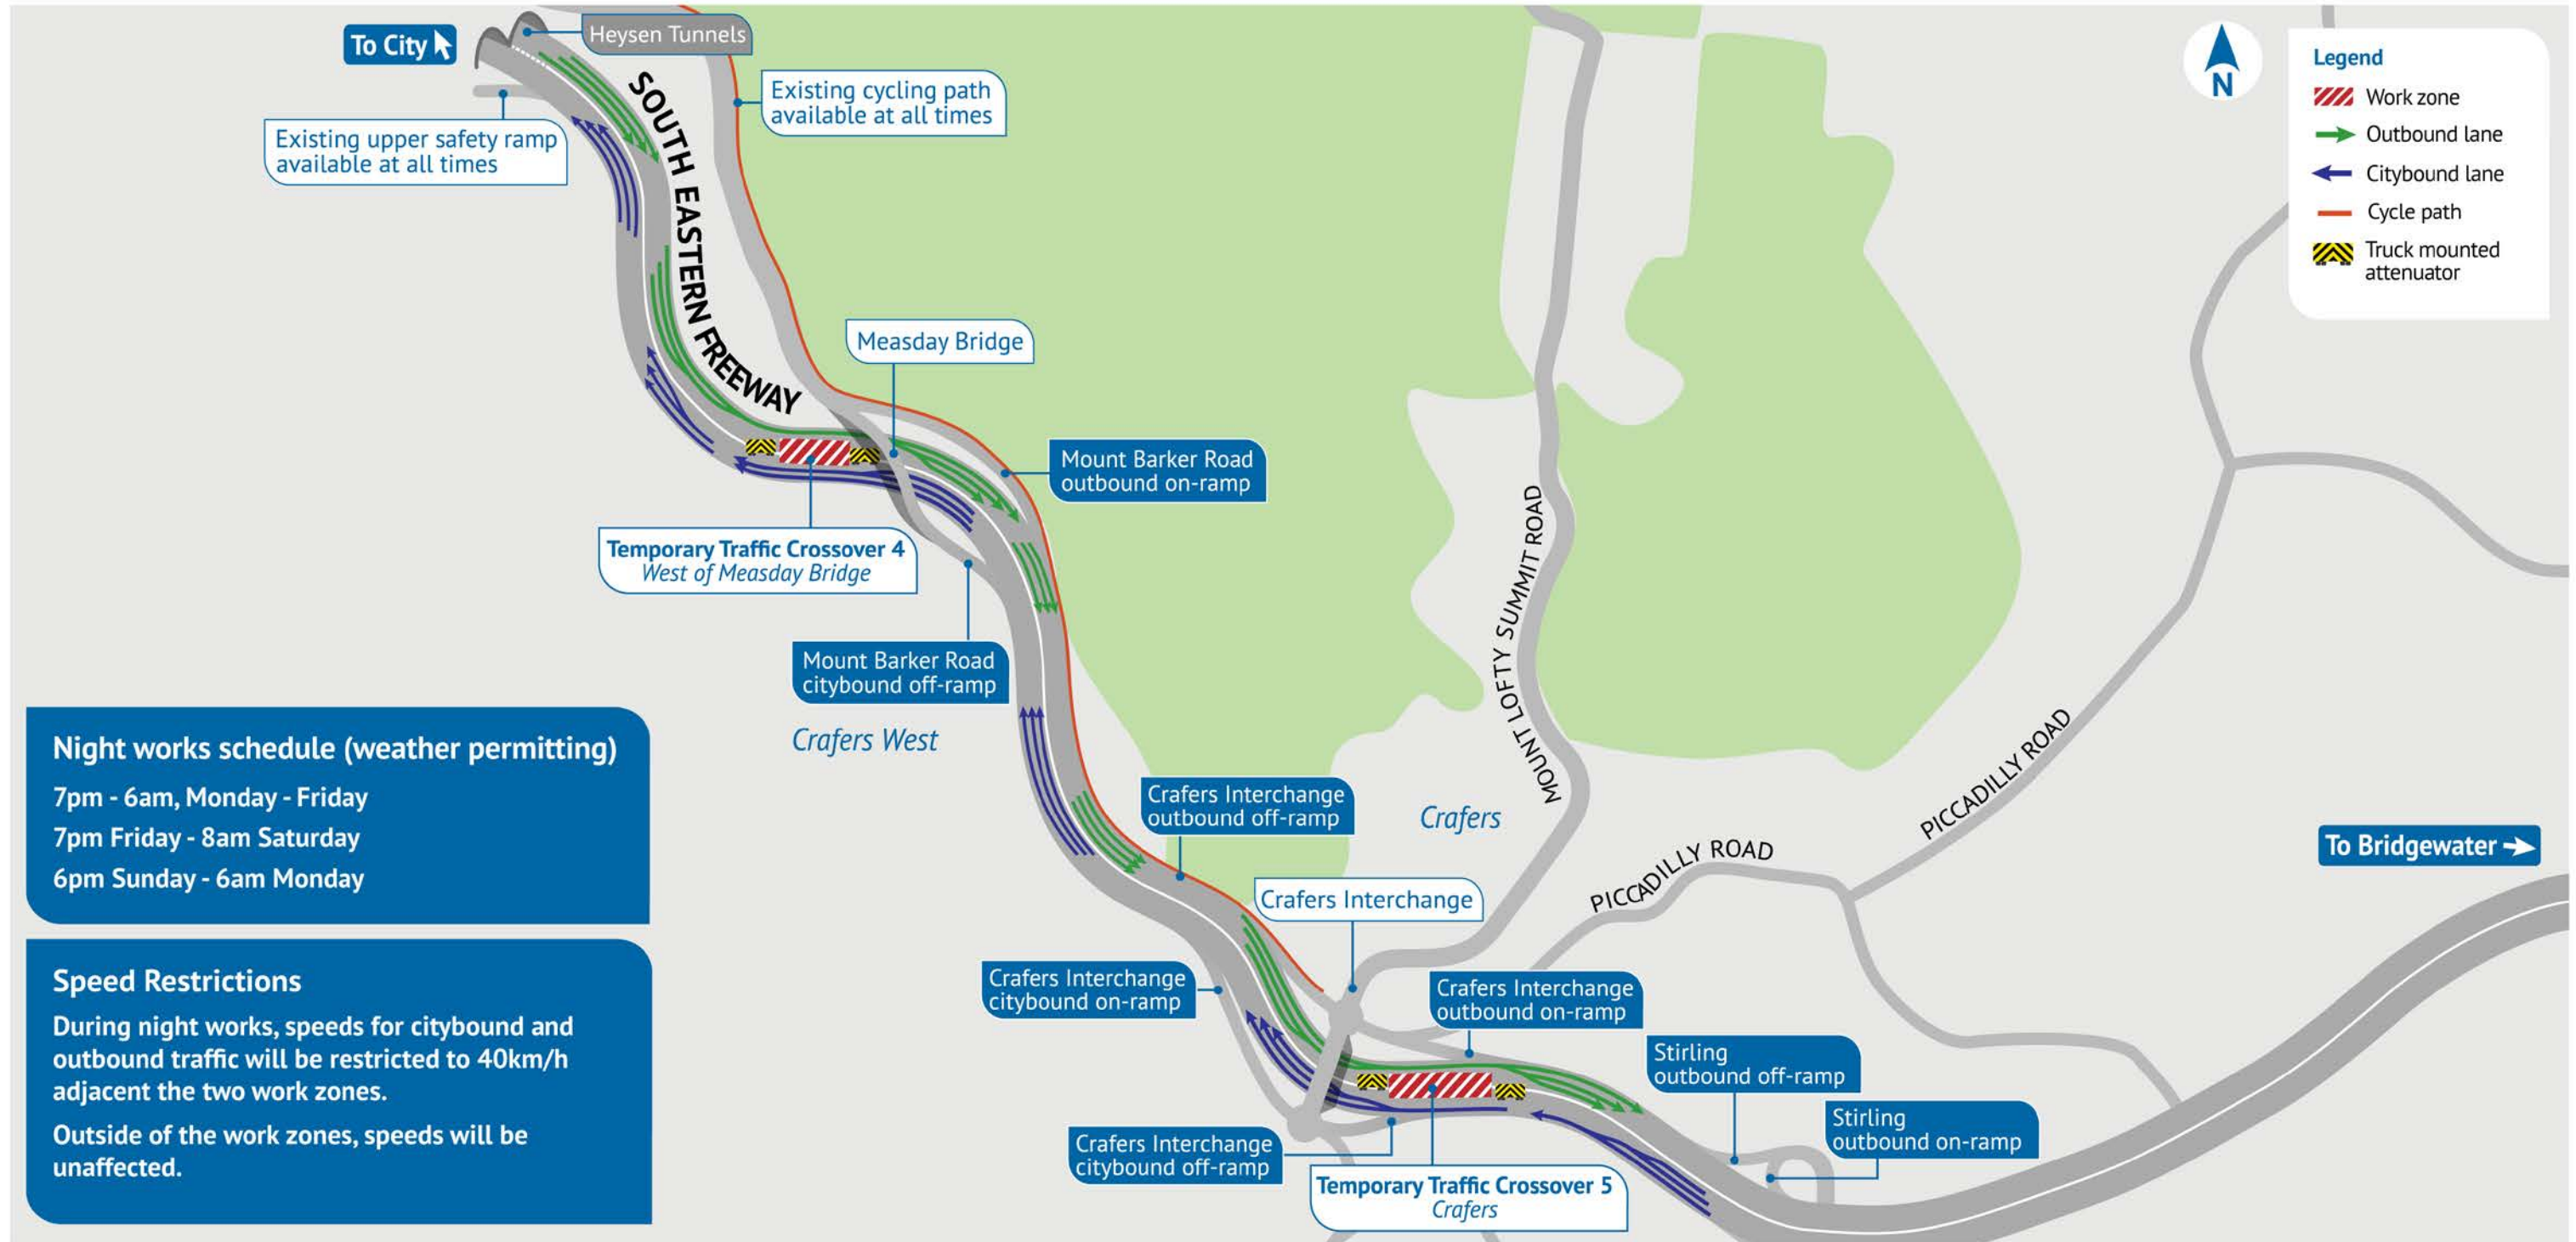 To City
Heysen Tunnels
Existing cycling path
available at all times
Existing upper safety ramp
available at all times
SOUTH EASTERN FREEWAY
N
Legend
Work zone
Outbound lane
Citybound lane
Cycle path
Truck mounted
attenuator
Measday Bridge
Mount Barker Road
outbound on-ramp
Temporary Traffic Crossover 4
West of Measday Bridge
Mount Barker Road
citybound off-ramp
Crafers West
MOUNT LOFTY SUMMIT ROAD
Night works schedule (weather permitting)
7pm - 6am, Monday - Friday
7pm Friday - 8am Saturday
6pm Sunday - 6am Monday
Crafers Interchange
outbound off-ramp
Crafers
PICCADILLY ROAD
PICCADILLY ROAD
To Bridgewater
Crafers Interchange
Crafers Interchange
citybound on-ramp
Crafers Interchange
outbound on-ramp
Speed Restrictions
During night works, speeds for citybound and
outbound traffic will be restricted to 40km/h
adjacent the two work zones.
Outside of the work zones, speeds will be
unaffected.
Stirling
outbound off-ramp
Stirling
outbound on-ramp
Crafers Interchange
citybound off-ramp
Temporary Traffic Crossover 5
Crafers